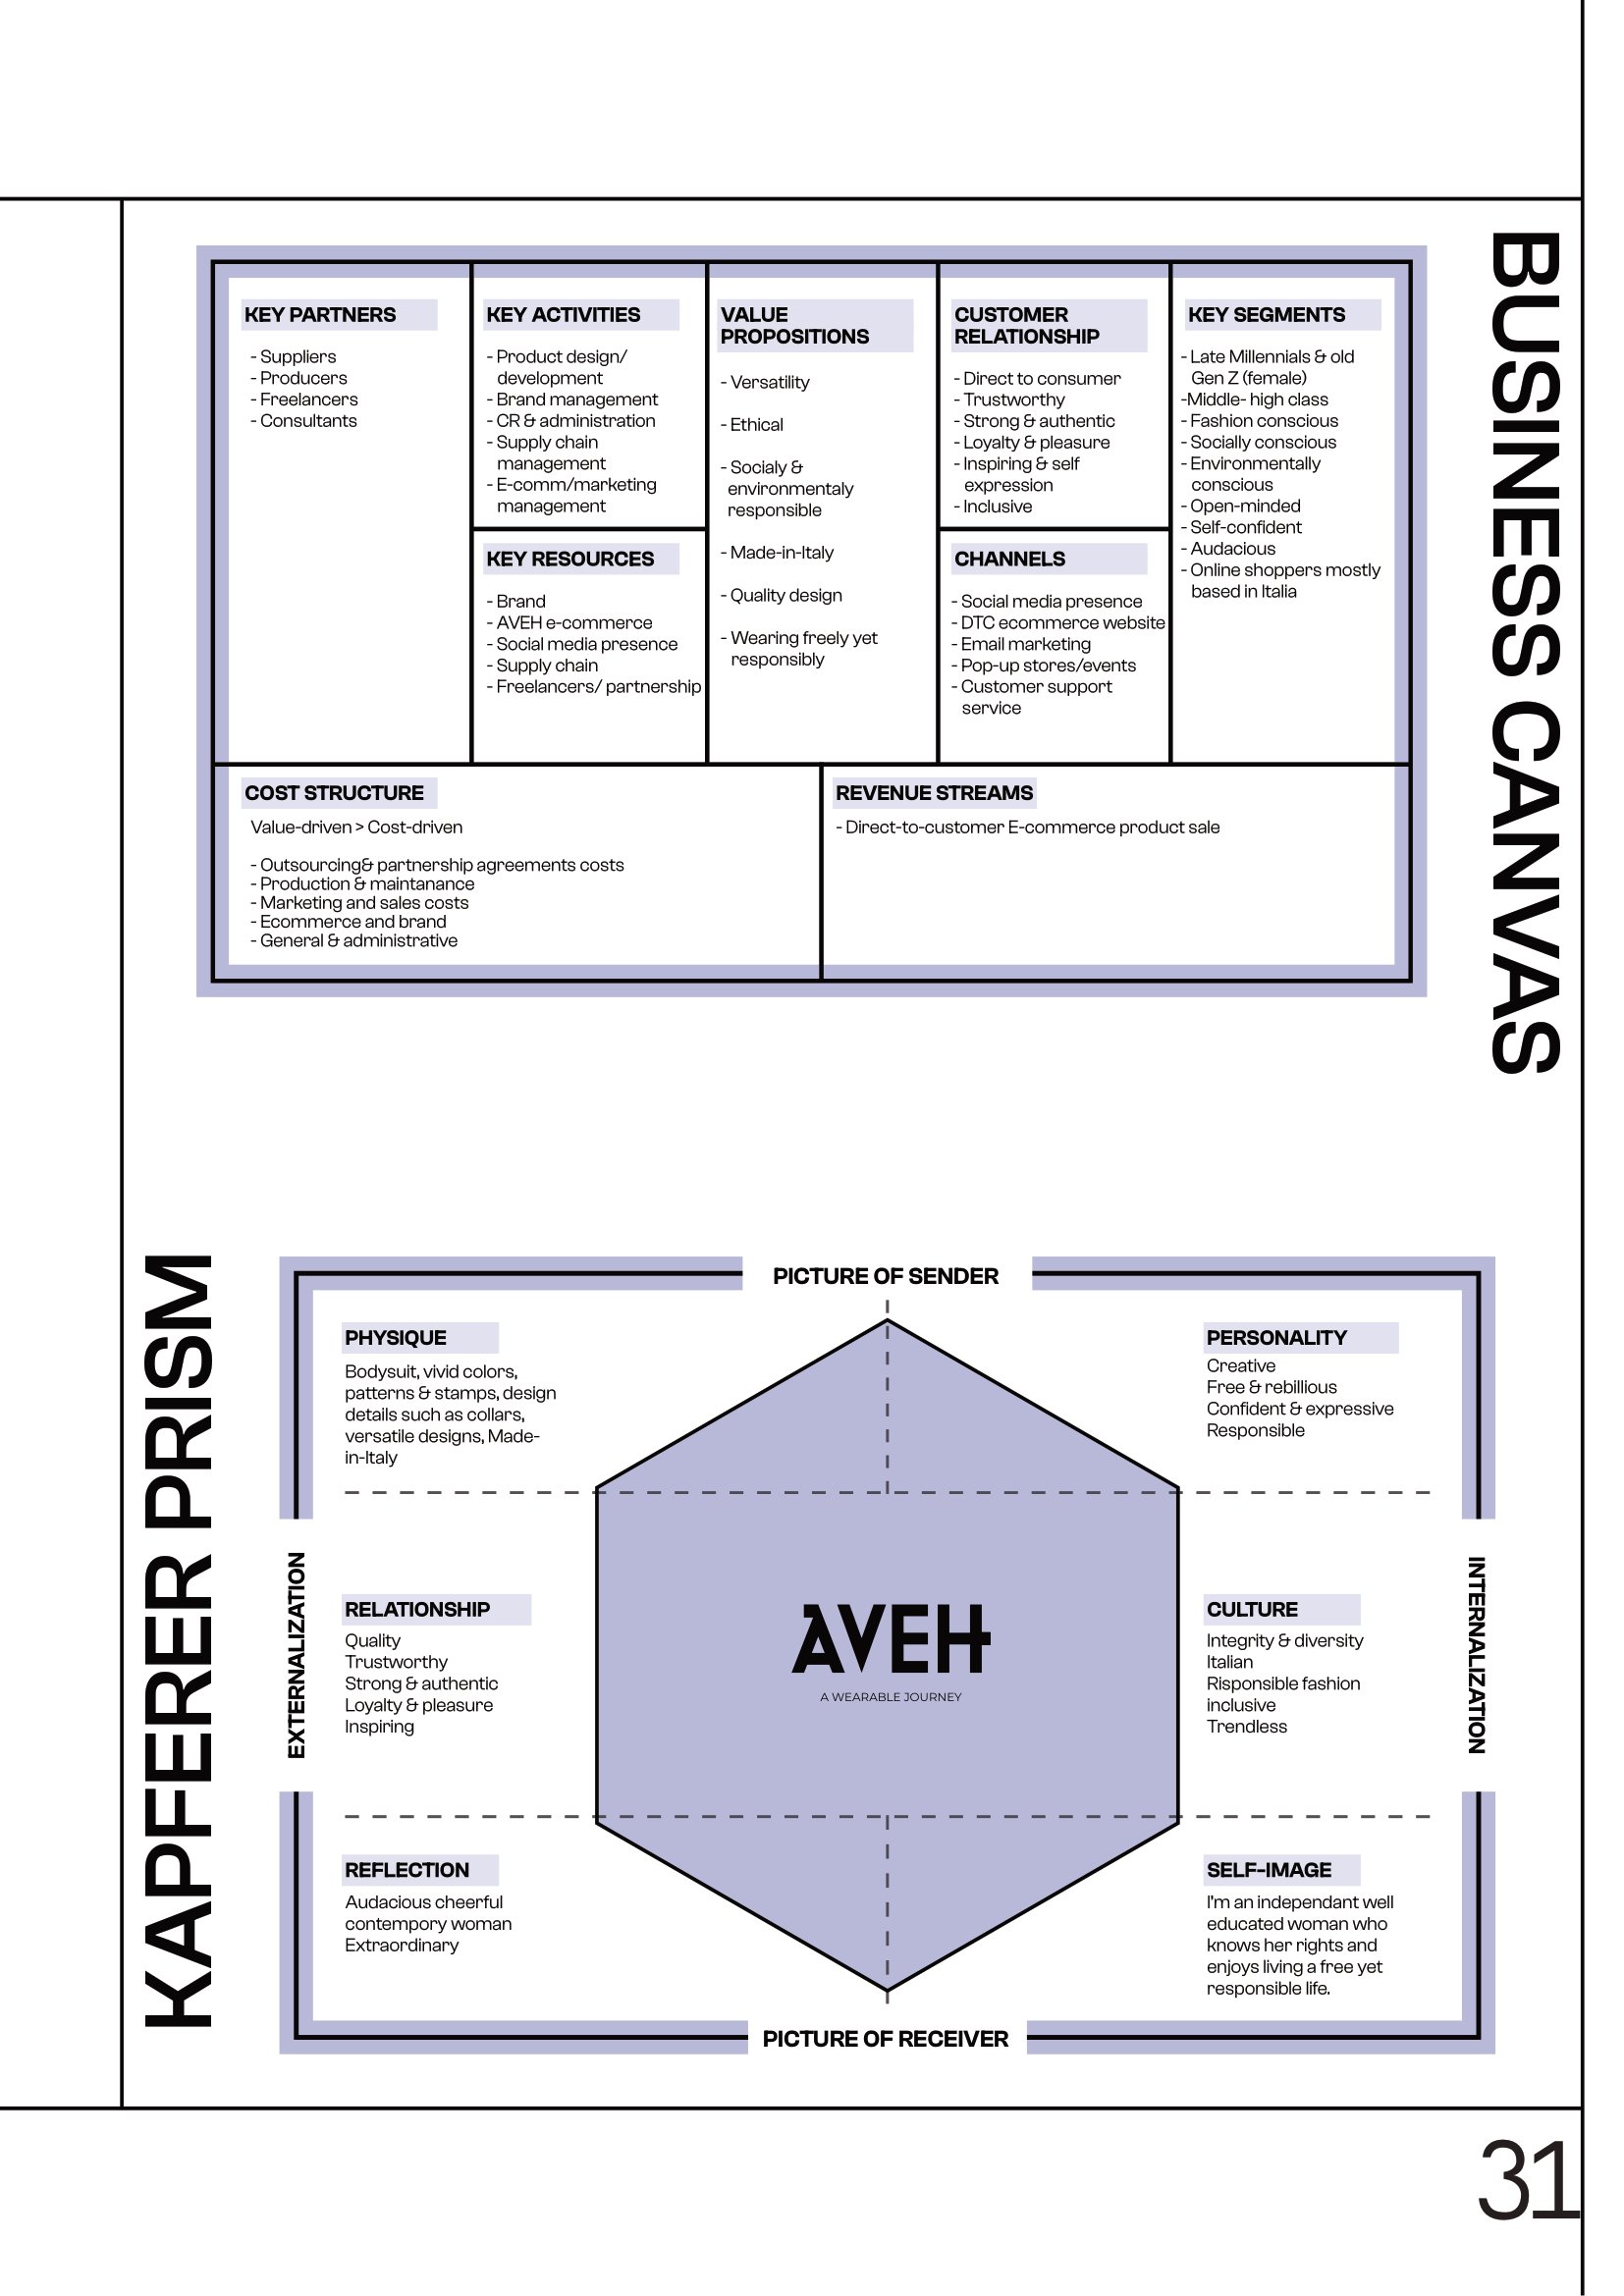 BUSINESS CANVAS
KEY PARTNERS
- Suppliers
- Producers
- Freelancers
- Consultants
KEY ACTIVITIES
- Product design/
development
- Brand management
- CR & administration
- Supply chain
management
- E-comm/marketing
management
KEY RESOURCES
- Brand
- AVEH e-commerce
- Social media presence
- Supply chain
- Freelancers/ partnership
VALUE
PROPOSITIONS
- Versatility
- Ethical
- Socialy &
environmentaly
responsible
- Made-in-Italy
- Quality design
- Wearing freely yet
responsibly
CUSTOMER
RELATIONSHIP
- Direct to consumer
- Trustworthy
- Strong & authentic
- Loyalty & pleasure
- Inspiring & self
expression
- Inclusive
CHANNELS
- Social media presence
- DTC ecommerce website
- Email marketing
- Pop-up stores/events
- Customer support
service
KEY SEGMENTS
- Late Millennials & old
Gen Z (female)
-Middle- high class
- Fashion conscious
- Socially conscious
- Environmentally
conscious
- Open-minded
- Self-confident
- Audacious
- Online shoppers mostly
based in Italia
COST STRUCTURE
Value-driven > Cost-driven
- Outsourcing& partnership agreements costs
- Production & maintanance
- Marketing and sales costs
- Ecommerce and brand
- General & administrative
REVENUE STREAMS
- Direct-to-customer E-commerce product sale
KAPFERER PRISM
PICTURE OF SENDER
PHYSIQUE
Bodysuit, vivid colors,
patterns & stamps, design
details such as collars,
versatile designs, Made-
in-Italy
PERSONALITY
Creative
Free & rebillious
Confident & expressive
Responsible
EXTERNALIZATION
RELATIONSHIP
Quality
Trustworthy
Strong & authentic
Loyalty & pleasure
Inspiring
AVEH
A WEARABLE JOURNEY
CULTURE
Integrity & diversity
Italian
Risponsible fashion
inclusive
Trendless
INTERNALIZATION
REFLECTION
Audacious cheerful
contempory woman
Extraordinary
SELF-IMAGE
I'm an independant well
educated woman who
knows her rights and
enjoys living a free yet
responsible life.
PICTURE OF RECEIVER
31